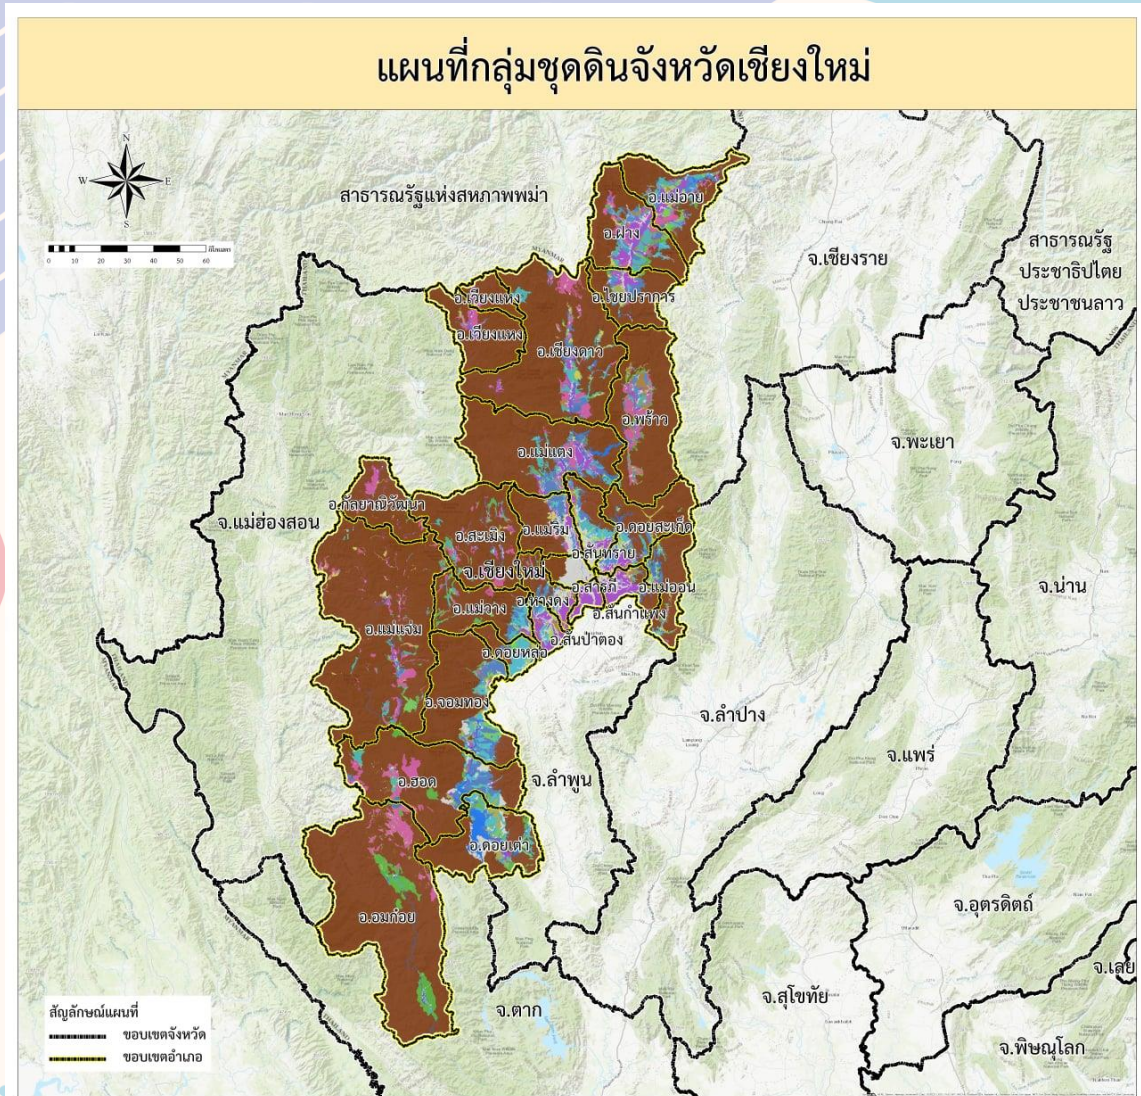 แผนที่กลุ่มชุดดินจังหวัดเชียงใหม่
N
W E
S
สาธารณรัฐแห่งสหภาพพม่า
0 10 20 30 40 50 60
กิโลเมตร
อ.แม่อาย
อ.ฝาง
จ.เชียงราย
สาธารณรัฐ
ประชาธิปไตย
ประชาชนลาว
MYANMAR
อ.เวียงแหง
อ.ไชยปราการ
อ.เวียงแหง
อ.เชียงดาว
อ.พร้าว
จ.พะเยา
อ.แม่แตง
อ.กัลยาณิวัฒนา
จ.แม่ฮ่องสอน
อ.สะเมิง
อ.แม่ริม
อ.ดอยสะเก็ด
อ.สันทราย
จ.เชียงใหม่
อ.สารภี
อ.แม่ออน
จ.น่าน
อ.แม่วาง
อ.หางดง
อ.สันกำแพง
อ.แม่แจ่ม
อ.สันป่าตอง
อ.ดอยหล่อ
อ.จอมทอง
จ.ลำปาง
จ.แพร่
อ.ฮอด
จ.ลำพูน
อ.ดอยเต่า
อ.อมก๋อย
จ.อุตรดิตถ์
จ.เลย
จ.ตาก
จ.สุโขทัย
จ.พิษณุโลก
สัญลักษณ์แผนที่
ขอบเขตจังหวัด
ขอบเขตอำเภอ